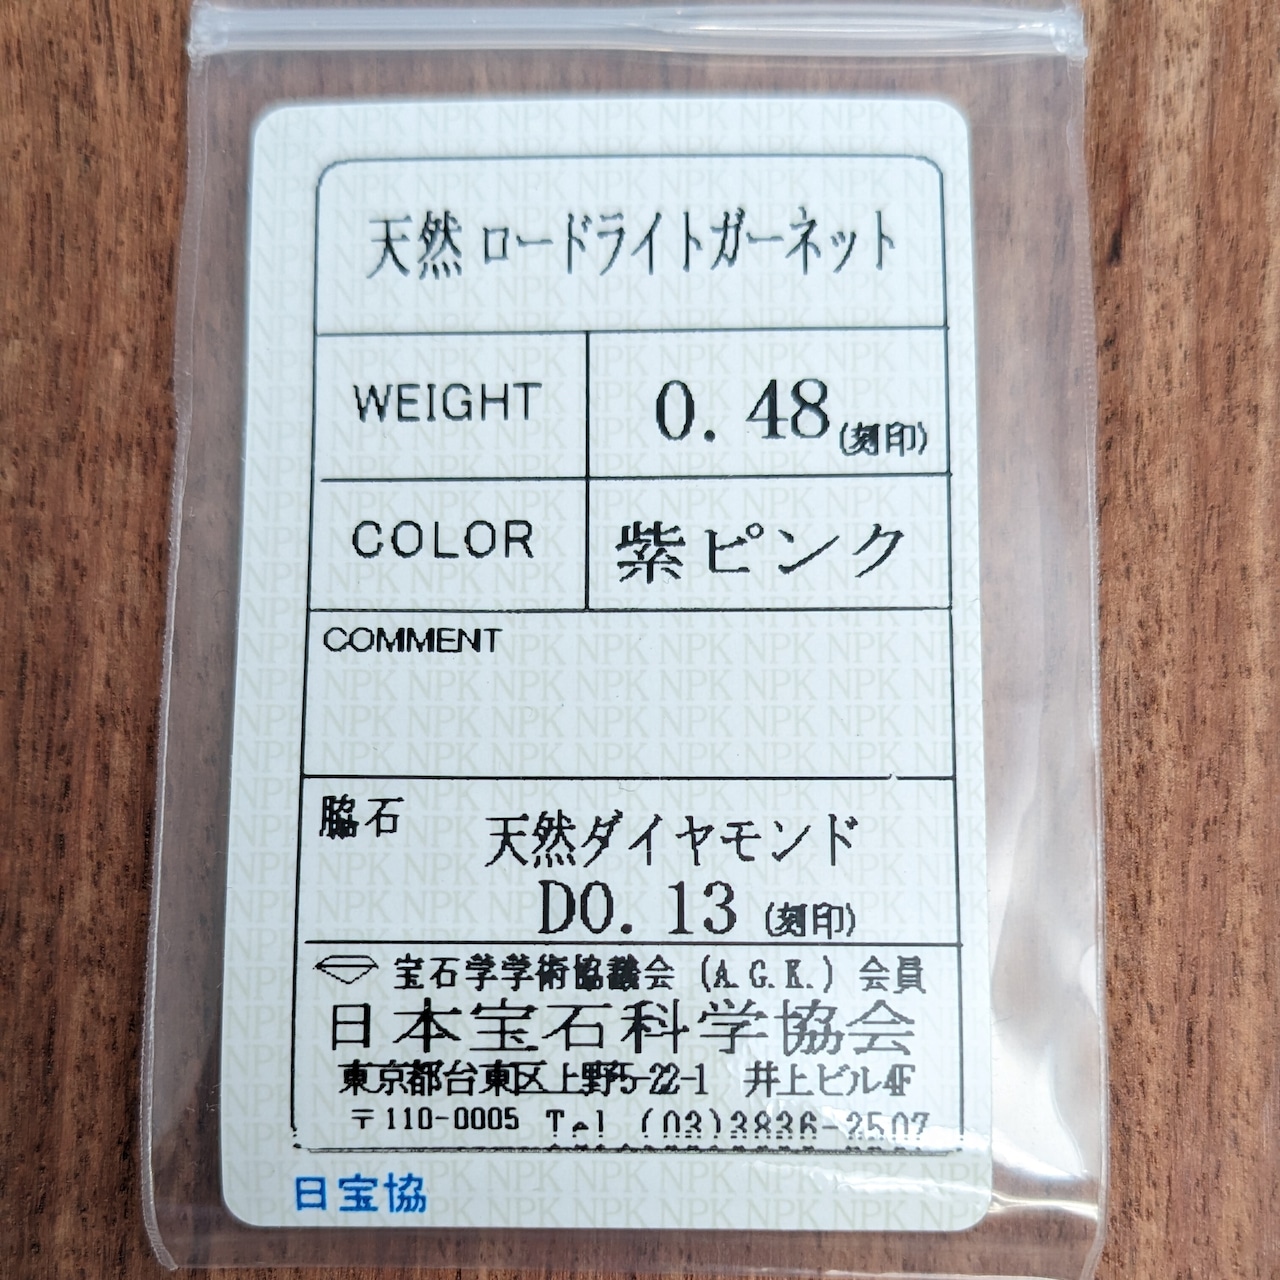 天然 ロードライトガーネット
WEIGHT 0.48(刻印)
COLOR 紫ピンク
COMMENT
脇石 天然ダイヤモンド
D0.13 (刻印)
宝石学学術協議会 (A.G.K.) 会員
日本宝石科学協会
東京都台東区上野5-22-1 井上ビル4F
〒110-0005 Tel (03)3836-2507
日宝協